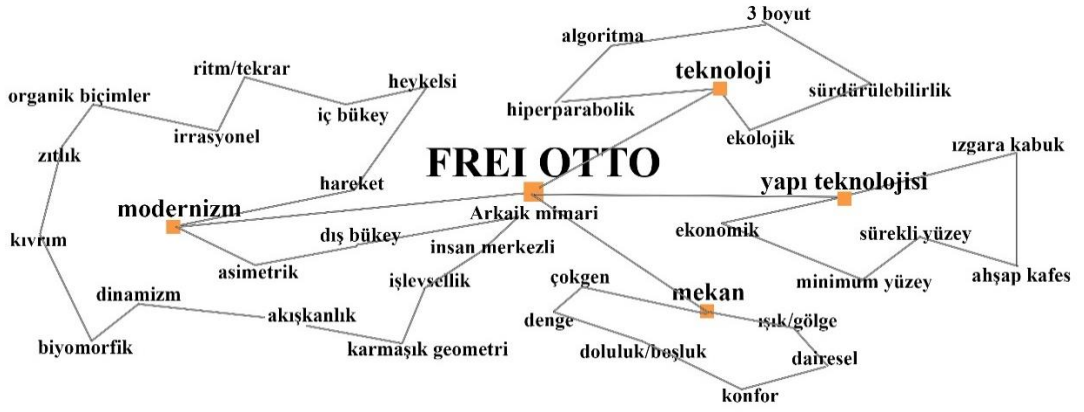 3 boyut
algoritma
ritim/tekrar
heykelsi
teknoloji
organik biçimler
iç bükey
hiperparabolik
sürdürülebilirlik
irrasyonel
ekolojik
zıtlık
FREI OTTO
ızgara kabuk
hareket
yapı teknolojisi
modernizm
Arkaik mimari
ekonomik
sürekli yüzey
kıvrım
dış bükey
insan merkezli
asimetrik
işlevsellik
çokgen
minimum yüzey
ahşap kafes
dinamizm
mekan
akışkanlık
denge
ışık/gölge
biyomorfik
karmaşık geometri
doluluk/boşluk
dairesel
konfor